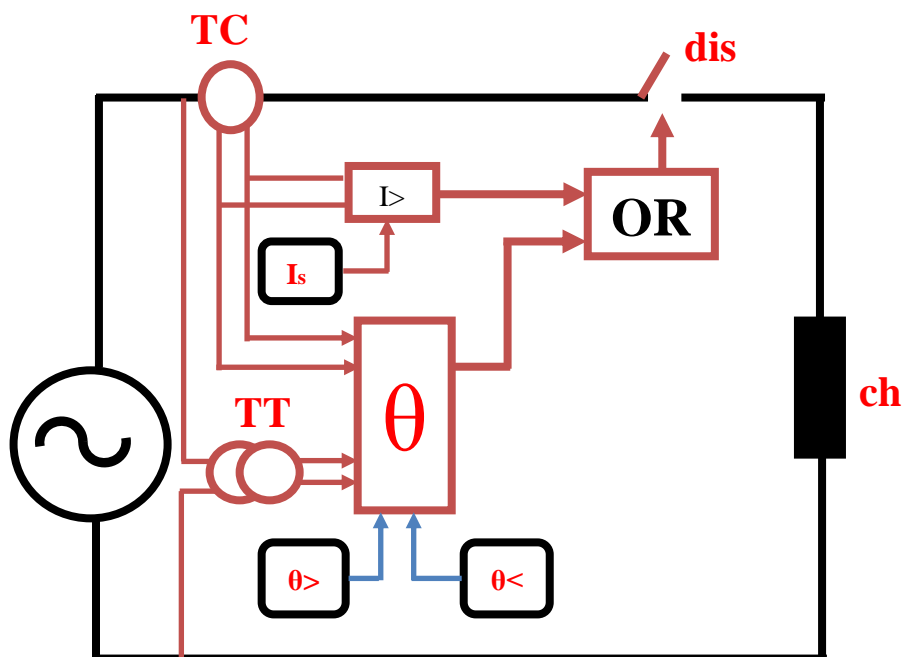 TC
dis
I>
OR
Is
θ
ch
TT
θ>
θ<